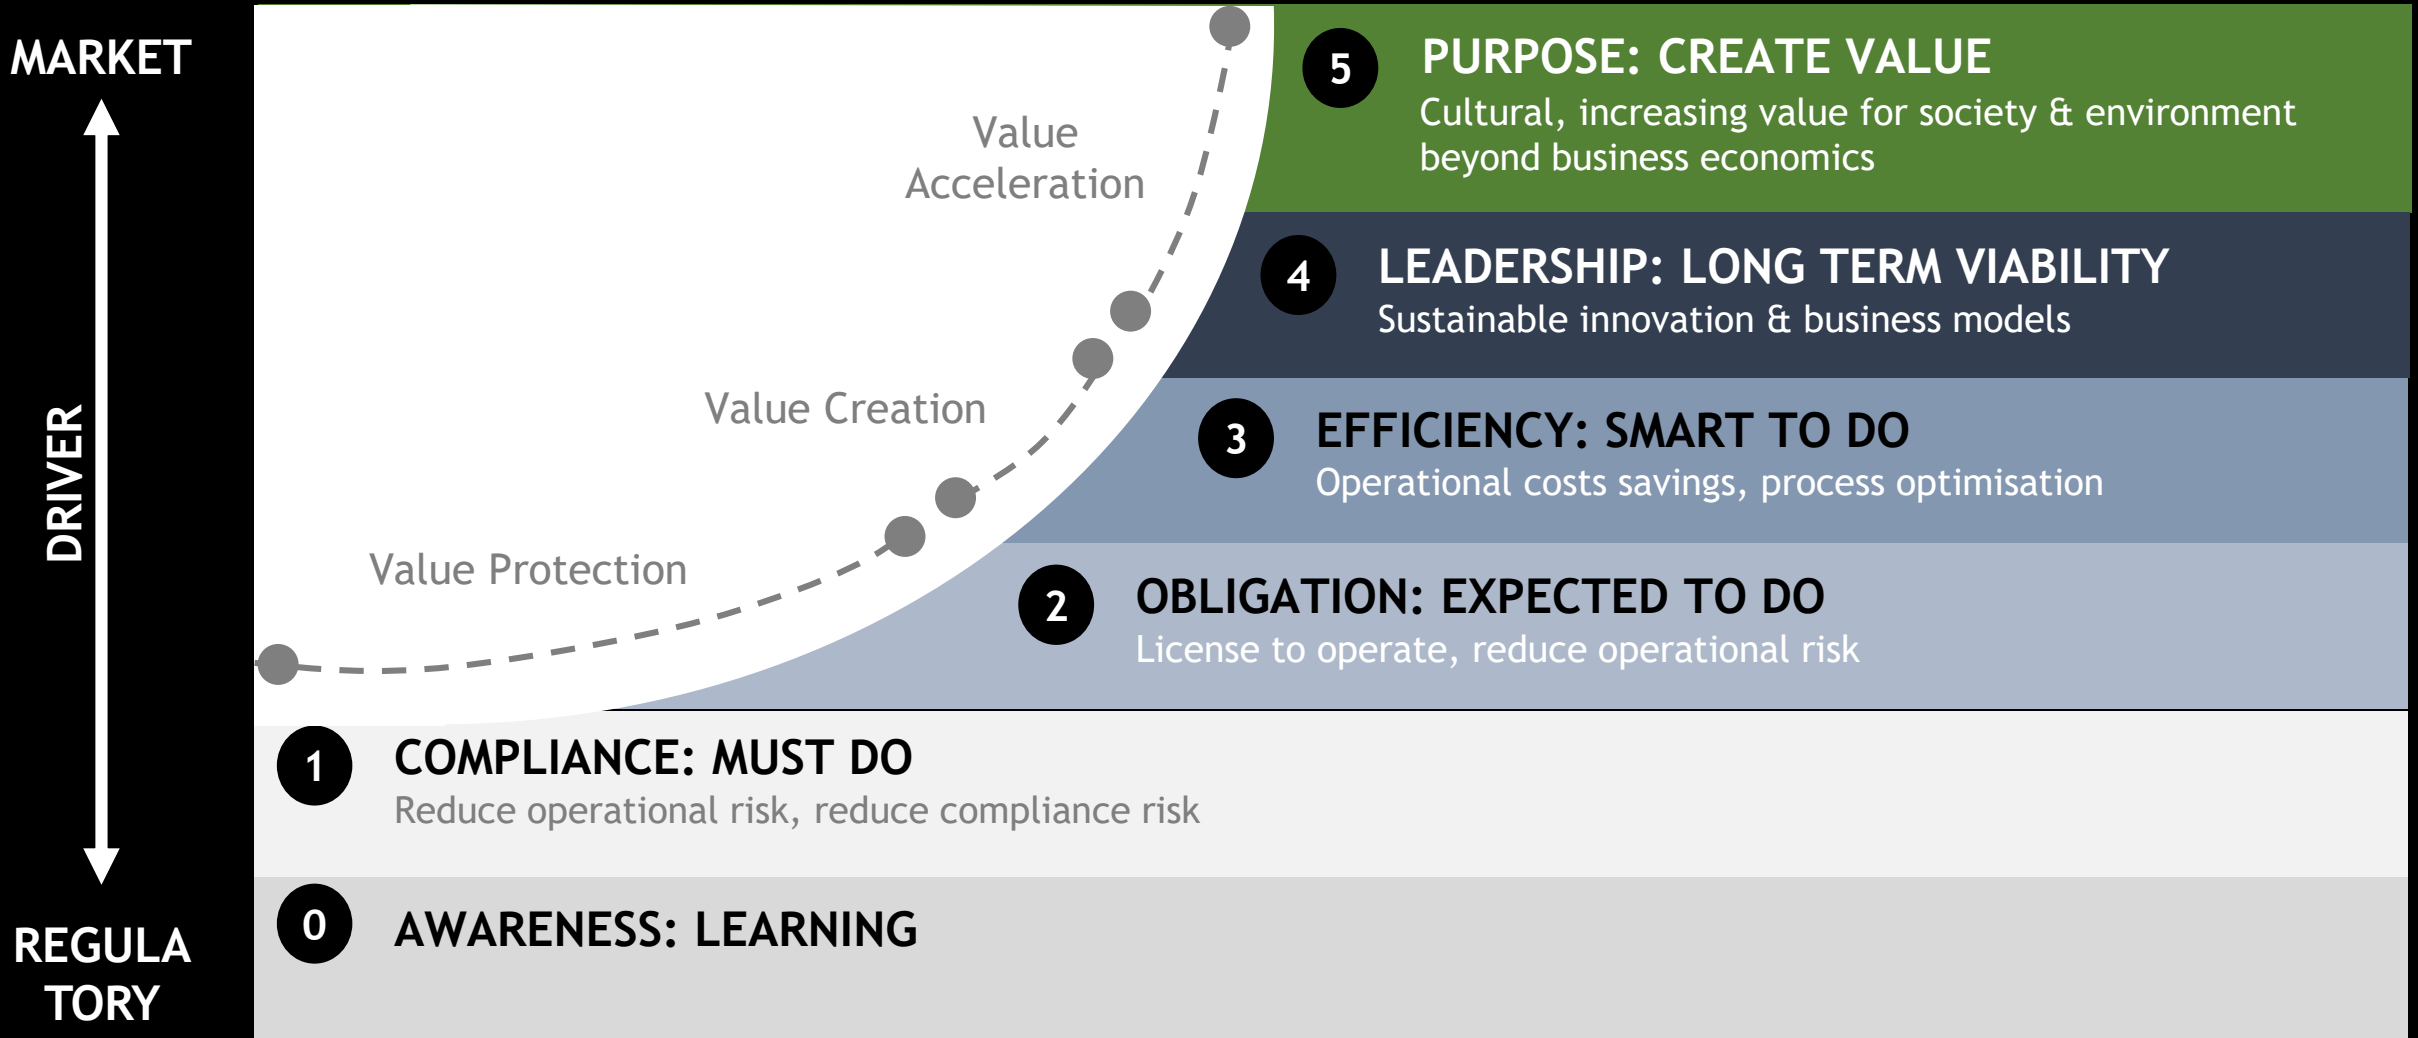 MARKET
DRIVER
REGULA
TORY
Value
Acceleration
Value Creation
Value Protection
5
PURPOSE: CREATE VALUE
Cultural, increasing value for society & environment
beyond business economics
4
LEADERSHIP: LONG TERM VIABILITY
Sustainable innovation & business models
3
EFFICIENCY: SMART TO DO
Operational costs savings, process optimisation
2
OBLIGATION: EXPECTED TO DO
License to operate, reduce operational risk
1
COMPLIANCE: MUST DO
Reduce operational risk, reduce compliance risk
0
AWARENESS: LEARNING